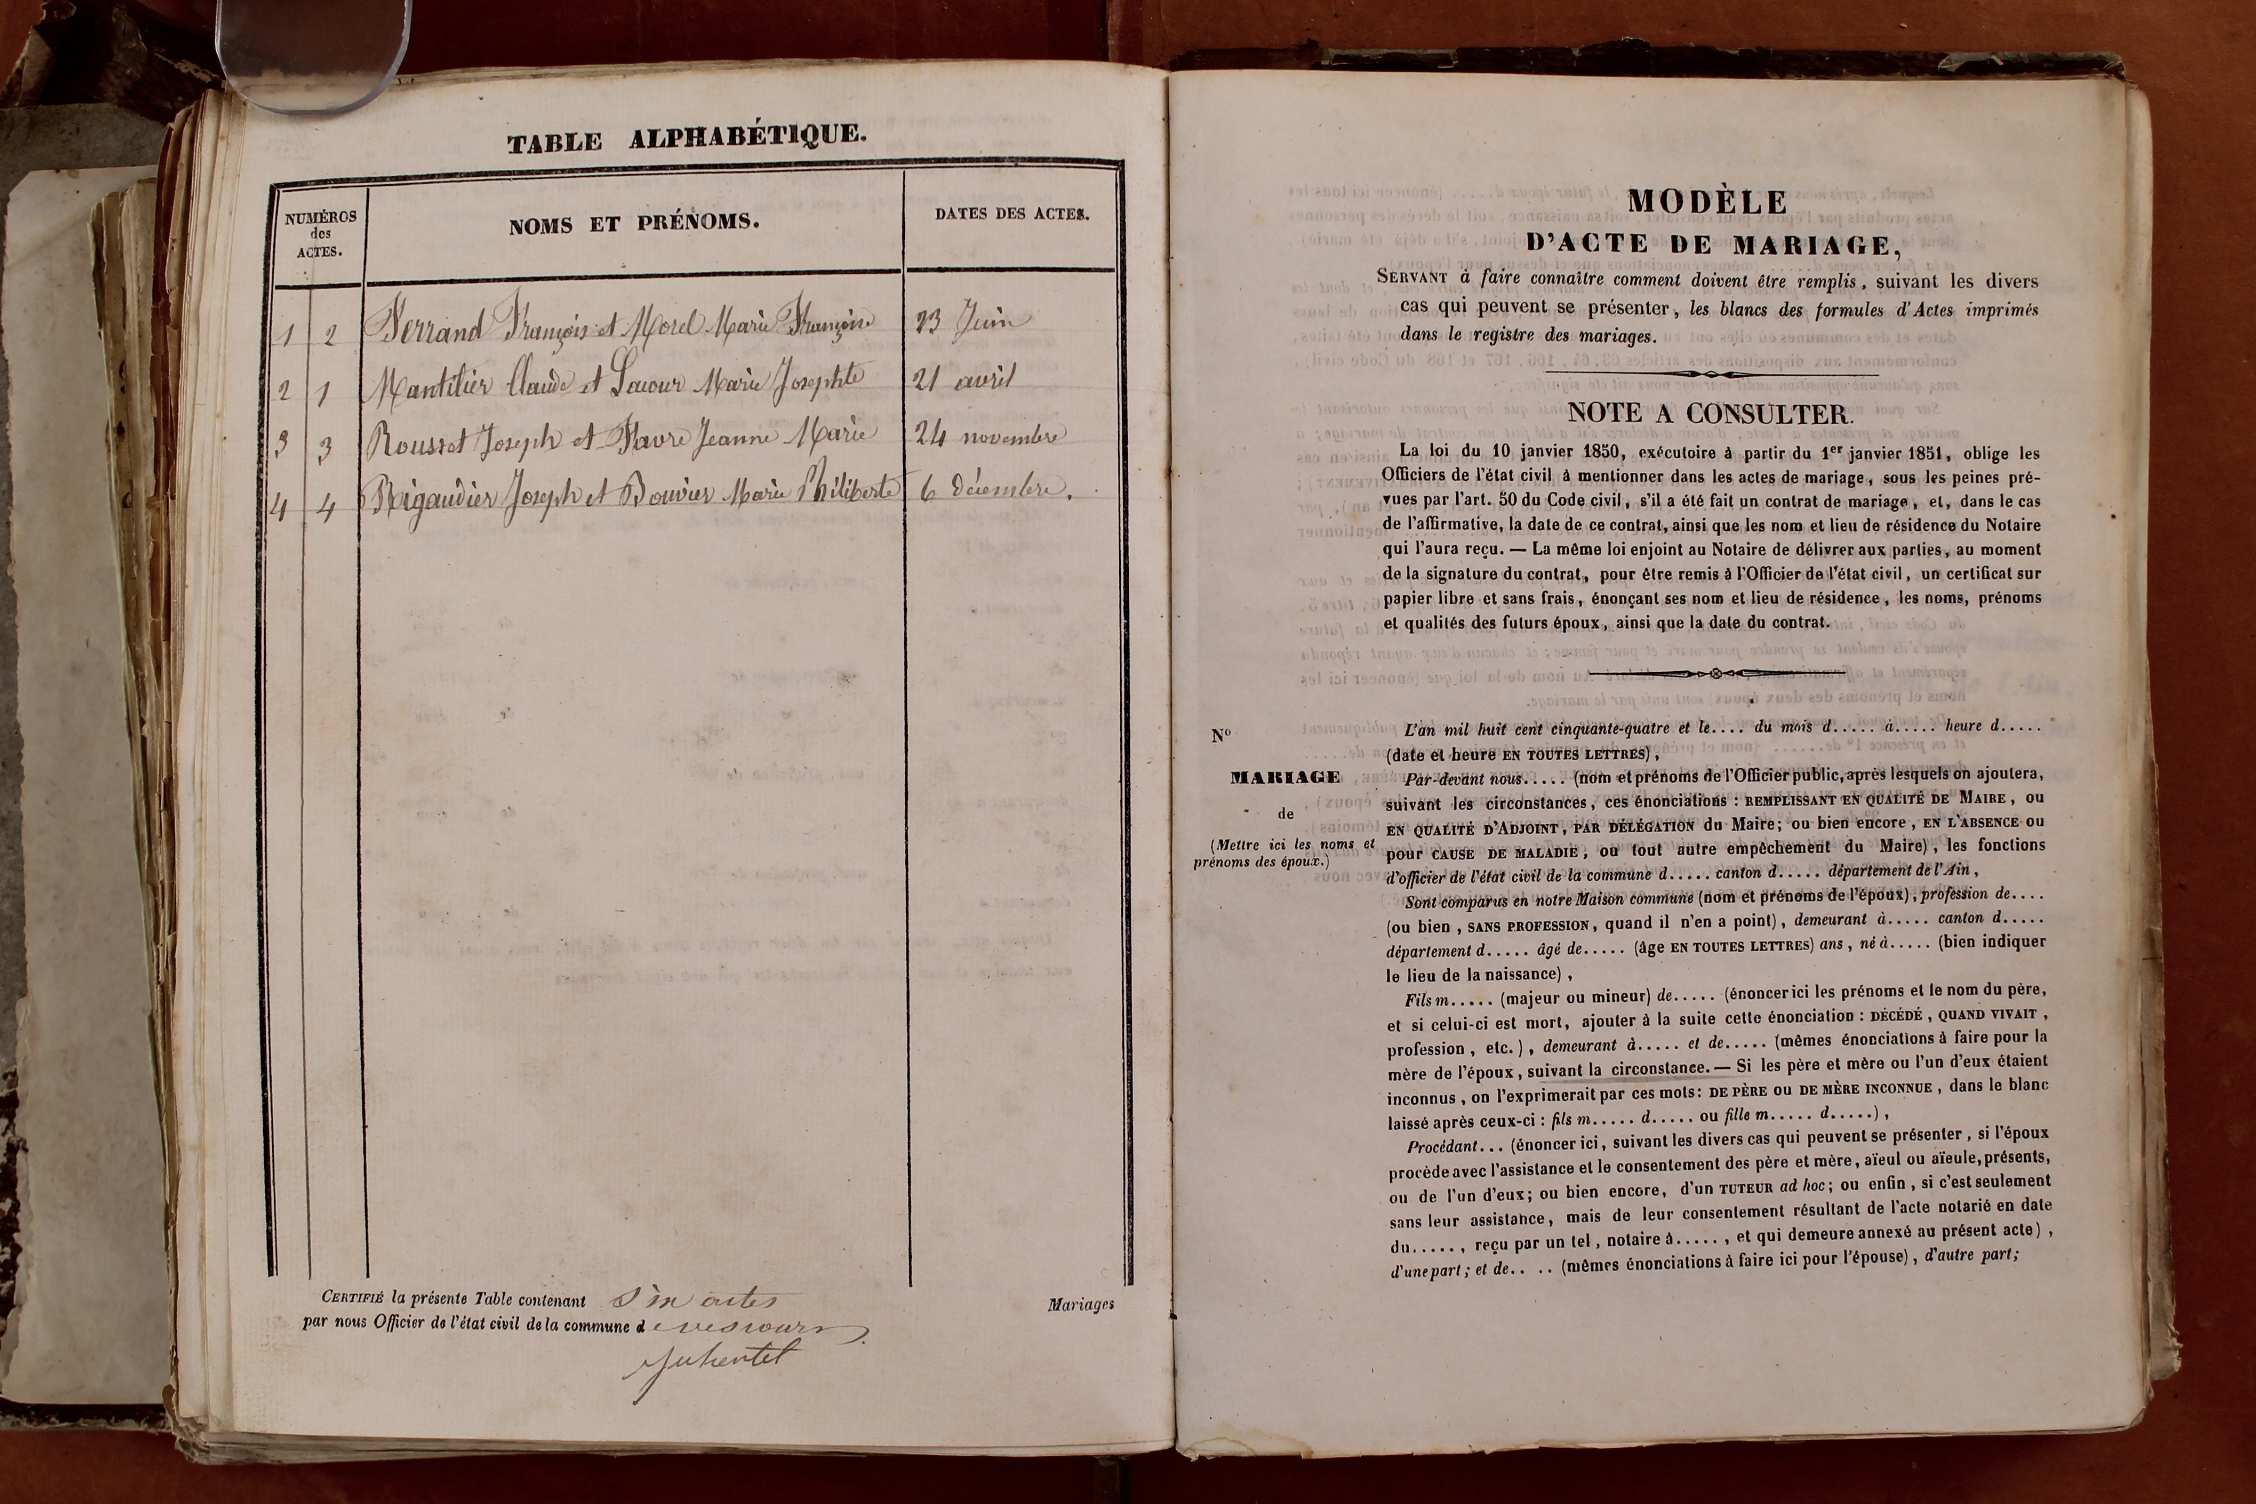 TABLE ALPHABÉTIQUE.
NUMÉROS
des
ACTES.
NOMS ET PRÉNOMS.
DATES DES ACTES.
1 2 Ferrand François et Morel Marie Françoise 23 Juin
2 1 Mantelier Claude et Lacour Marie Josephte 21 avril
3 3 Rousset Joseph et Favre Jeanne Marie 24 novembre
4 4 Rigaudier Joseph et Bouvier Marie Philiberte 6 décembre.
CERTIFIÉ la présente Table contenant actes Mariages
par nous Officier de l'état civil de la commune de vescours
MODÈLE
D'ACTE DE MARIAGE,
SERVANT à faire connaître comment doivent être remplis, suivant les divers
cas qui peuvent se présenter, les blancs des formules d'Actes imprimés
dans le registre des mariages.
NOTE A CONSULTER.
La loi du 10 janvier 1850, exécutoire à partir du 1er janvier 1851, oblige les
Officiers de l'état civil à mentionner dans les actes de mariage, sous les peines pré-
vues par l'art. 50 du Code civil, s'il a été fait un contrat de mariage, et, dans le cas
de l'affirmative, la date de ce contrat, ainsi que les nom et lieu de résidence du Notaire
qui l'aura reçu. — La même loi enjoint au Notaire de délivrer aux parties, au moment
de la signature du contrat, pour être remis à l'Officier de l'état civil, un certificat sur
papier libre et sans frais, énonçant ses nom et lieu de résidence, les noms, prénoms
et qualités des futurs époux, ainsi que la date du contrat.
N°
MARIAGE
de
(Mettre ici les noms et
prénoms des époux.)
L'an mil huit cent cinquante-quatre et le.... du mois d..... à..... heure d.....
(date et heure EN TOUTES LETTRES),
Par-devant nous..... (nom et prénoms de l'Officier public, après lesquels on ajoutera,
suivant les circonstances, ces énonciations : REMPLISSANT EN QUALITÉ DE MAIRE, ou
EN QUALITÉ D'ADJOINT, PAR DÉLÉGATION du Maire; ou bien encore, EN L'ABSENCE ou
pour CAUSE DE MALADIE, ou tout autre empêchement du Maire), les fonctions
d'officier de l'état civil de la commune d..... canton d..... département de l'Ain,
Sont comparus en notre Maison commune (nom et prénoms de l'époux), profession de....
(ou bien, SANS PROFESSION, quand il n'en a point), demeurant à..... canton d.....
département d..... âgé de..... (âge EN TOUTES LETTRES) ans, né à..... (bien indiquer
le lieu de la naissance),
Fils m..... (majeur ou mineur) de..... (énoncer ici les prénoms et le nom du père,
et si celui-ci est mort, ajouter à la suite cette énonciation : DÉCÉDÉ, QUAND VIVAIT,
profession, etc.), demeurant à..... et de..... (mêmes énonciations à faire pour la
mère de l'époux, suivant la circonstance. — Si les père et mère ou l'un d'eux étaient
inconnus, on l'exprimerait par ces mots: DE PÈRE OU DE MÈRE INCONNUE, dans le blanc
laissé après ceux-ci : fils m..... d..... ou fille m..... d.....),
Procédant... (énoncer ici, suivant les divers cas qui peuvent se présenter, si l'époux
procède avec l'assistance et le consentement des père et mère, aïeul ou aïeule, présents,
ou de l'un d'eux; ou bien encore, d'un TUTEUR ad hoc; ou enfin, si c'est seulement
sans leur assistance, mais de leur consentement résultant de l'acte notarié en date
du....., reçu par un tel, notaire à....., et qui demeure annexé au présent acte),
d'une part; et de.. .. (mêmes énonciations à faire ici pour l'épouse), d'autre part;